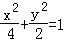 x²/4 + y²/2 = 1